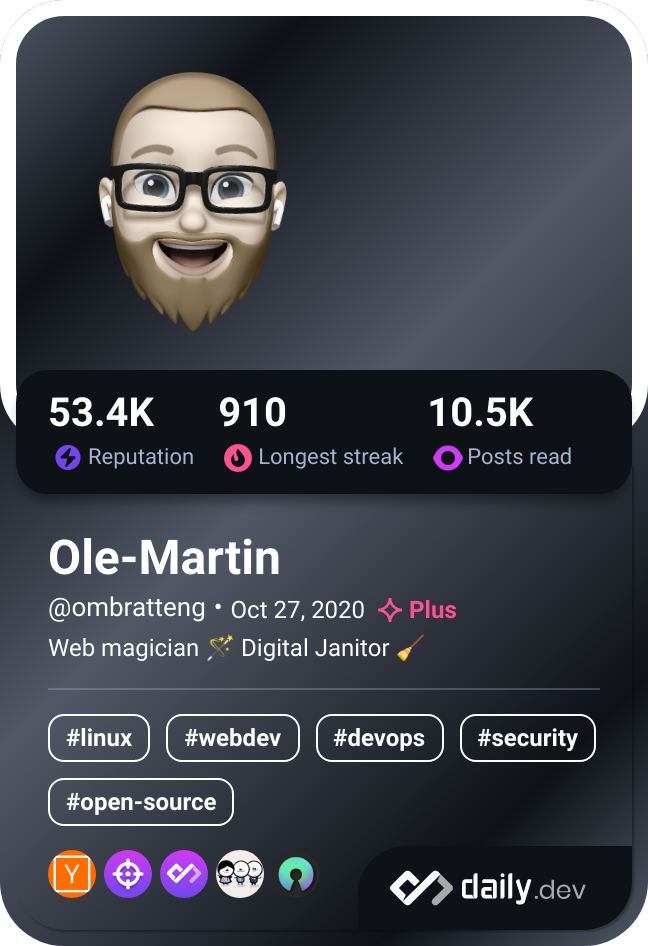 53.4K 910 10.5K
Reputation Longest streak Posts read
Ole-Martin
@ombratteng • Oct 27, 2020 Plus
Web magician 🪄 Digital Janitor 🧹
#linux #webdev #devops #security
#open-source
Y
daily.dev